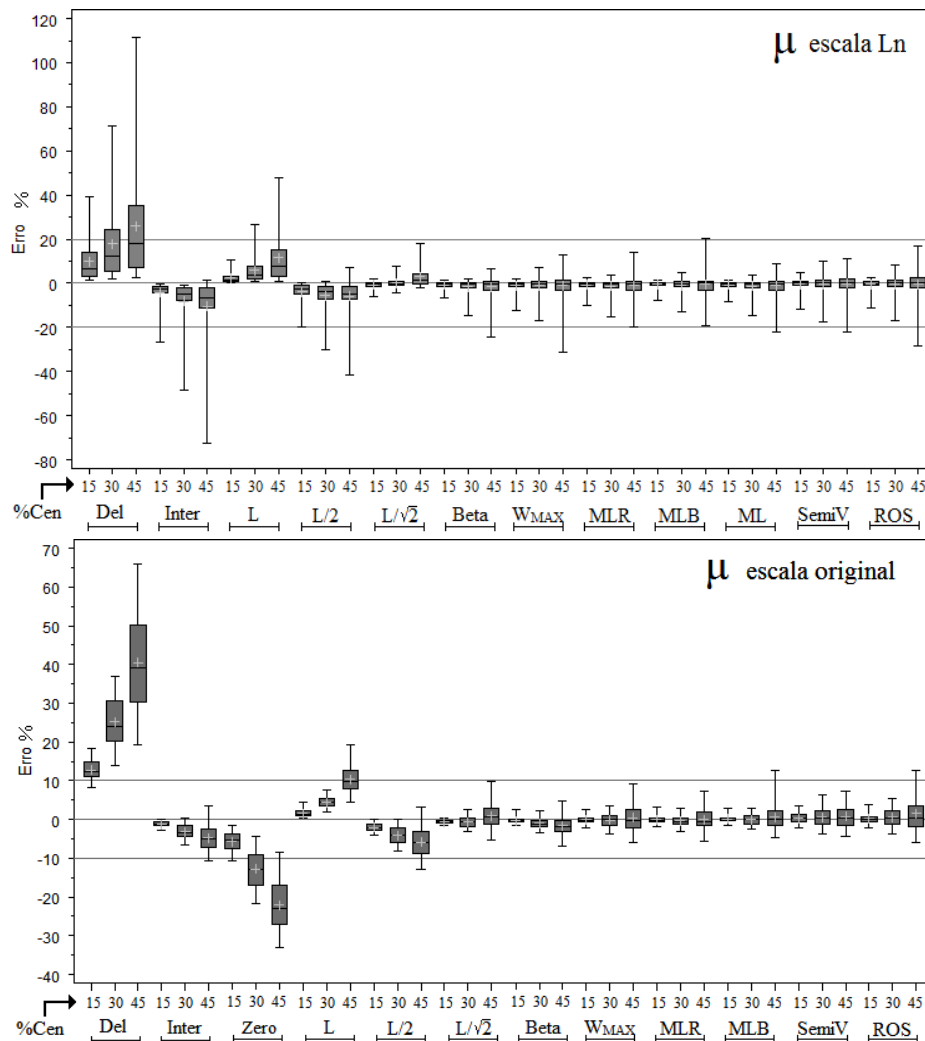 120
100
80
60
40
20
0
-20
-40
-60
-80
Erro %
μ escala Ln
15 30 45 15 30 45 15 30 45 15 30 45 15 30 45 15 30 45 15 30 45 15 30 45 15 30 45 15 30 45 15 30 45 15 30 45
%Cen Del Inter L L/2 L/√2 Beta WMAX MLR MLB ML SemiV ROS
70
60
50
40
30
20
10
0
-10
-20
-30
-40
Erro %
μ escala original
15 30 45 15 30 45 15 30 45 15 30 45 15 30 45 15 30 45 15 30 45 15 30 45 15 30 45 15 30 45 15 30 45 15 30 45
%Cen Del Inter Zero L L/2 L/√2 Beta WMAX MLR MLB SemiV ROS